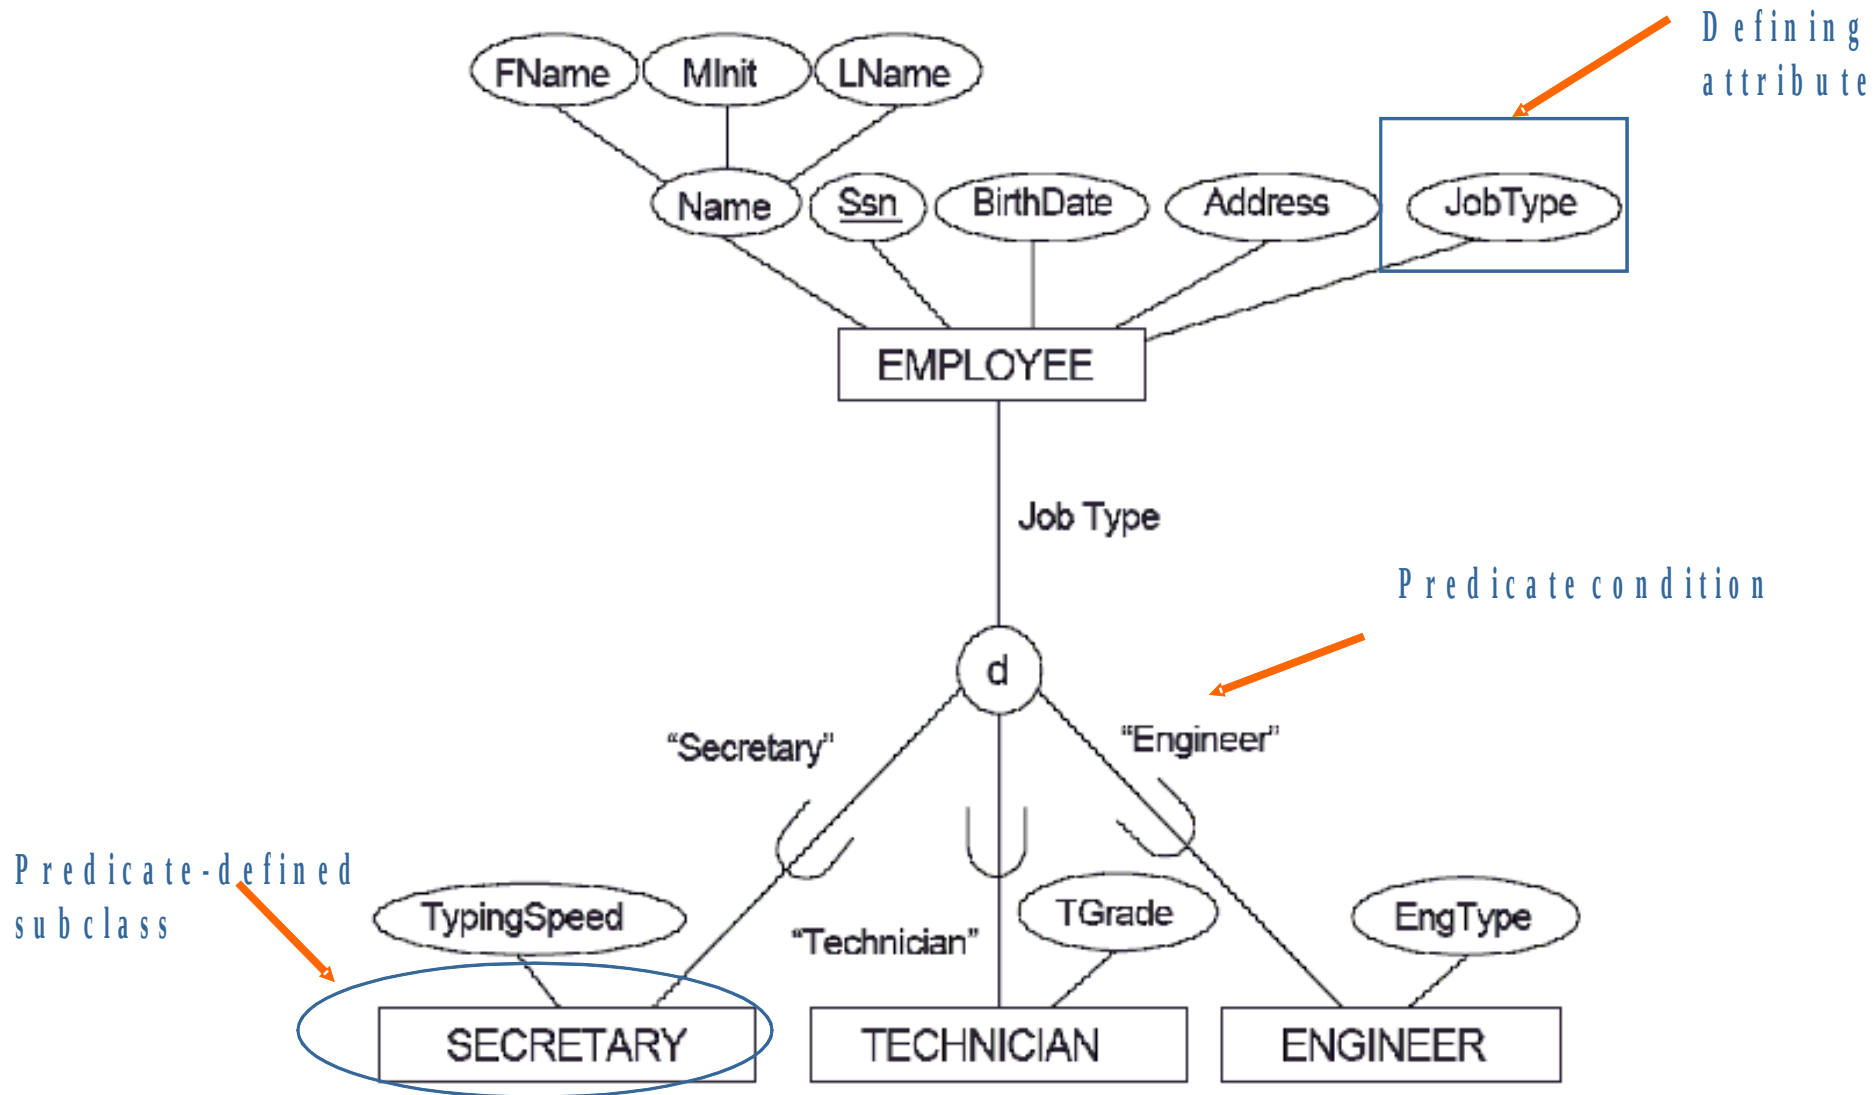 Defining
attribute
FName MInit LName
Name Ssn BirthDate Address JobType
EMPLOYEE
Job Type
Predicate condition
d
"Secretary" "Engineer"
Predicate-defined
subclass
TypingSpeed "Technician" TGrade EngType
SECRETARY TECHNICIAN ENGINEER